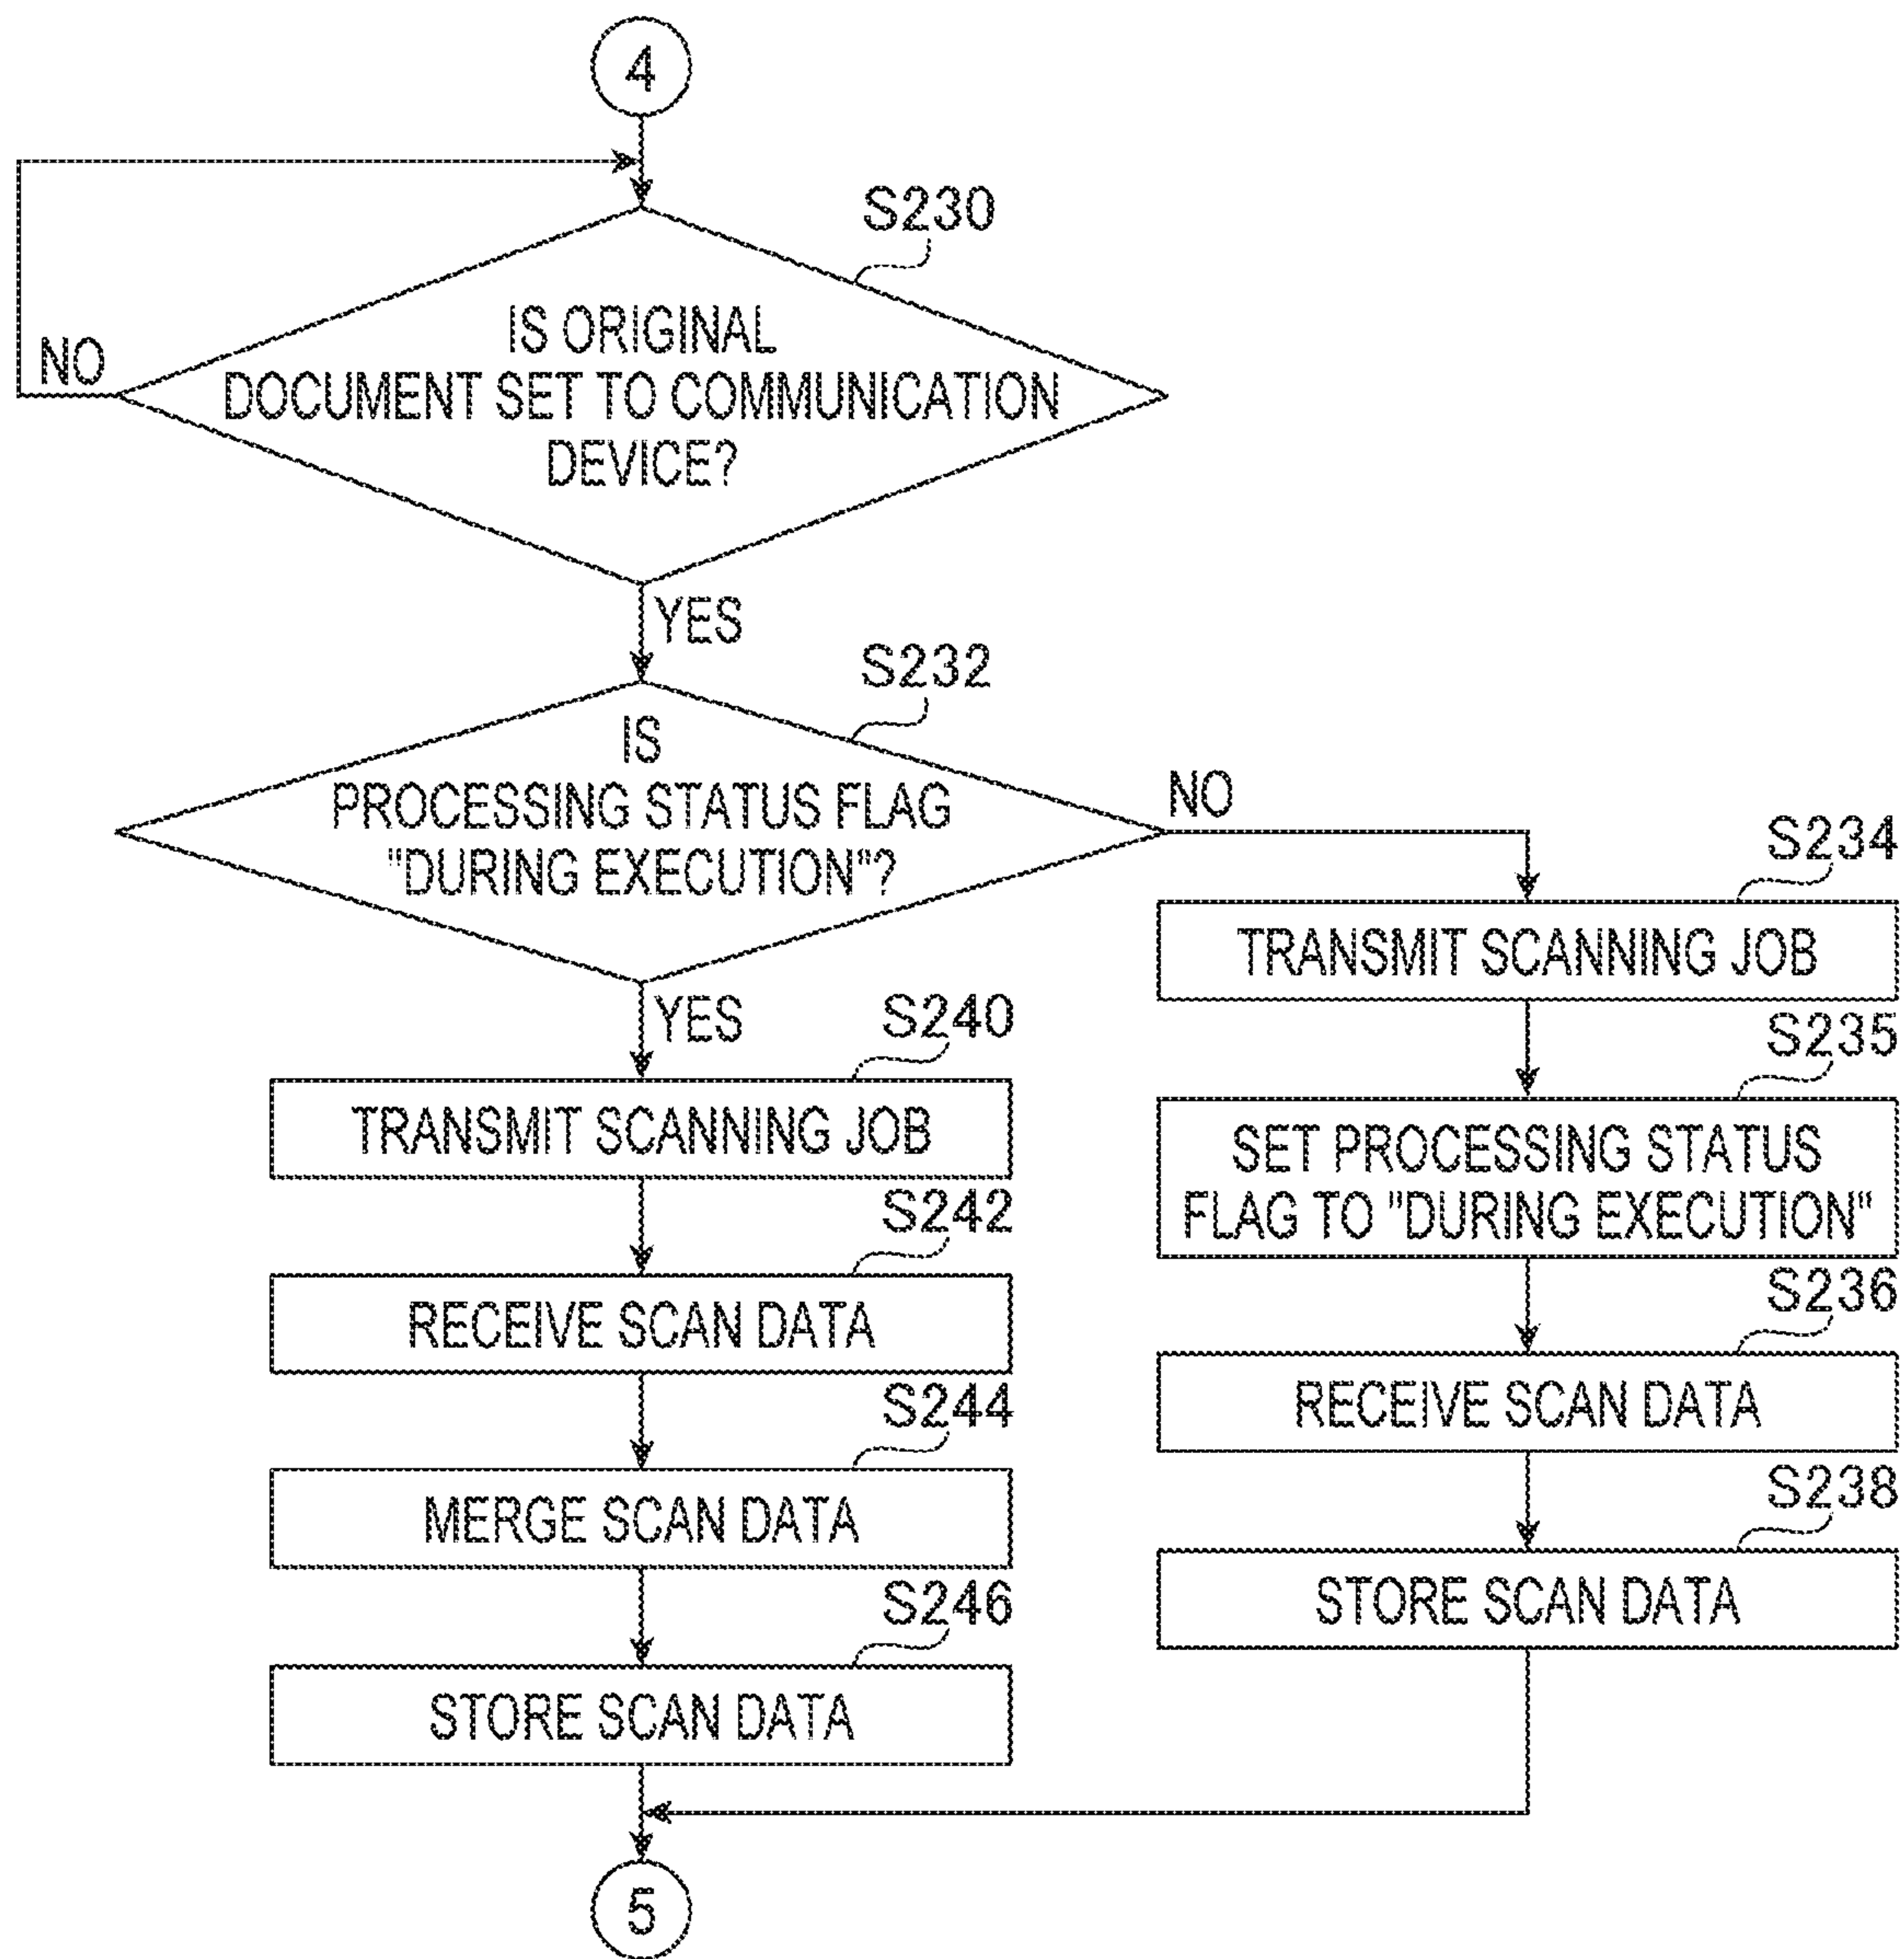 4
S230
IS ORIGINAL
DOCUMENT SET TO COMMUNICATION
DEVICE?
NO
YES
S232
IS
PROCESSING STATUS FLAG
"DURING EXECUTION"?
NO
YES
S234
TRANSMIT SCANNING JOB
S235
SET PROCESSING STATUS
FLAG TO "DURING EXECUTION"
S236
RECEIVE SCAN DATA
S238
STORE SCAN DATA
S240
TRANSMIT SCANNING JOB
S242
RECEIVE SCAN DATA
S244
MERGE SCAN DATA
S246
STORE SCAN DATA
5